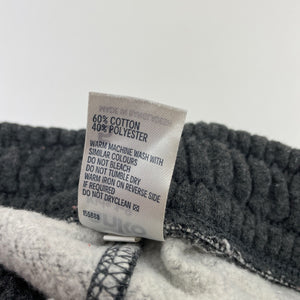 60% COTTON
40% POLYESTER
WARM MACHINE WASH WITH
SIMILAR COLOURS
DO NOT BLEACH
DO NOT TUMBLE DRY
WARM IRON ON REVERSE SIDE
IF REQUIRED
DO NOT DRYCLEAN